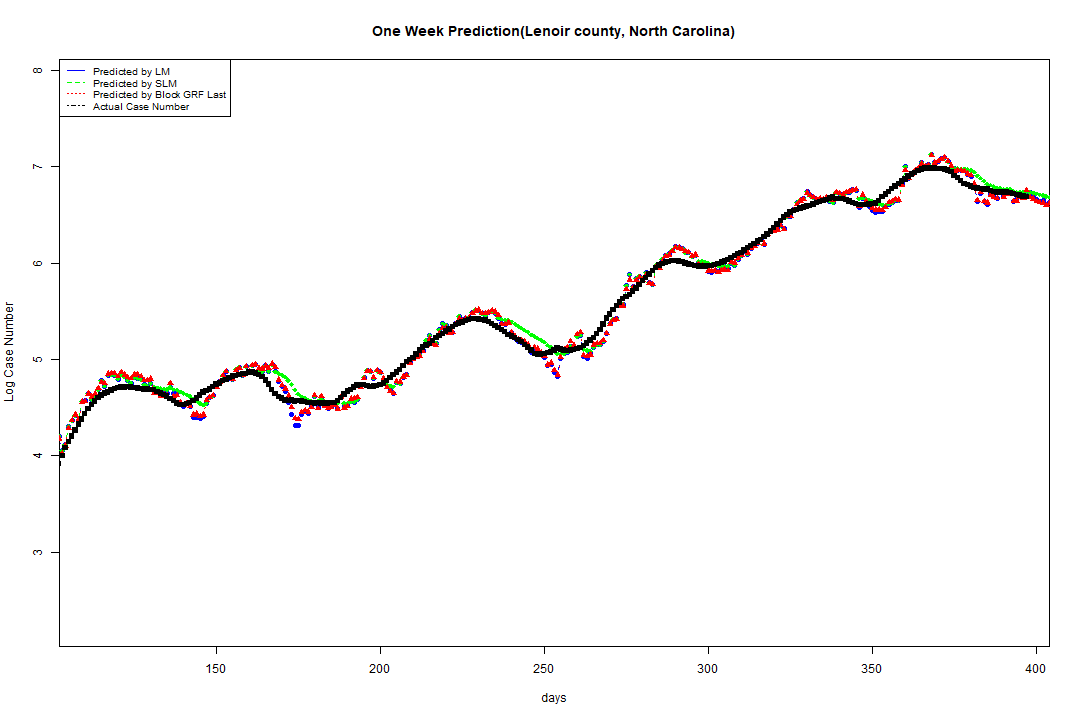 One Week Prediction(Lenoir county, North Carolina)
Predicted by LM
Predicted by SLM
Predicted by Block GRF Last
Actual Case Number
8
7
6
5
4
3
Log Case Number
150
200
250
300
350
400
days